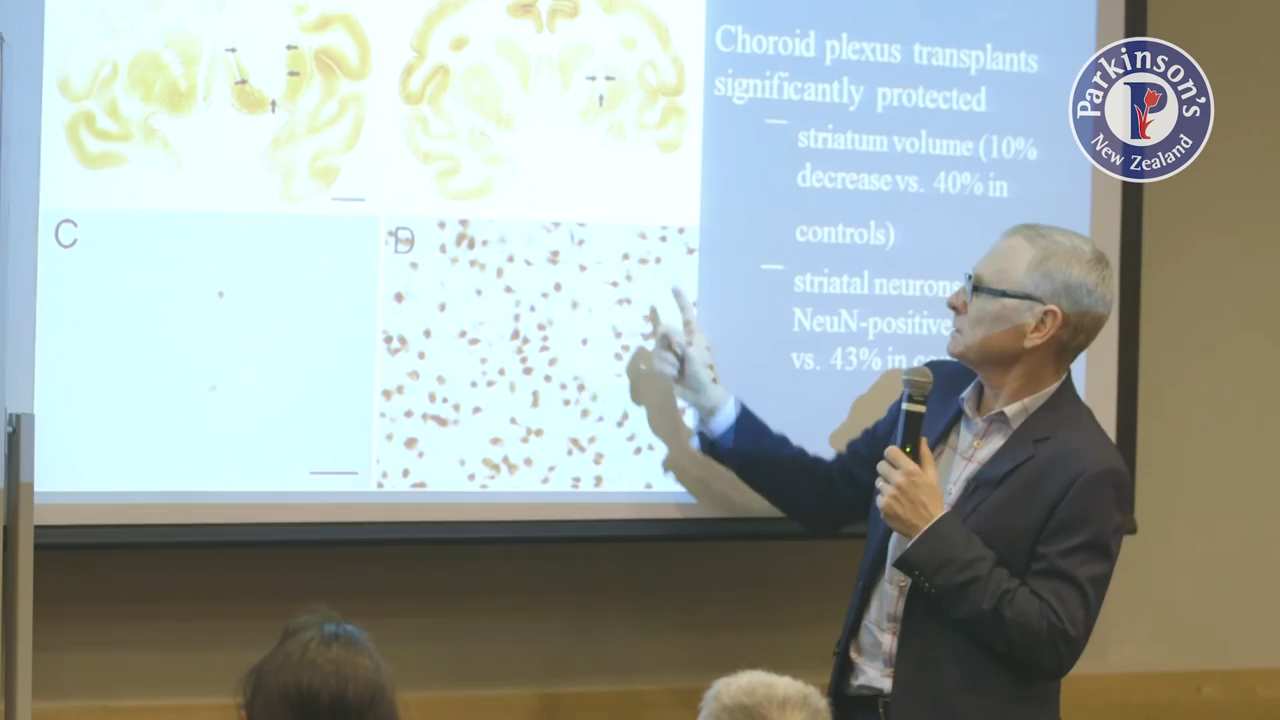 Choroid plexus transplants
significantly protected
— striatum volume (10%
decrease vs. 40% in
controls)
— striatal neurons
NeuN-positive
vs. 43% in
C
D
Parkinson's
New Zealand